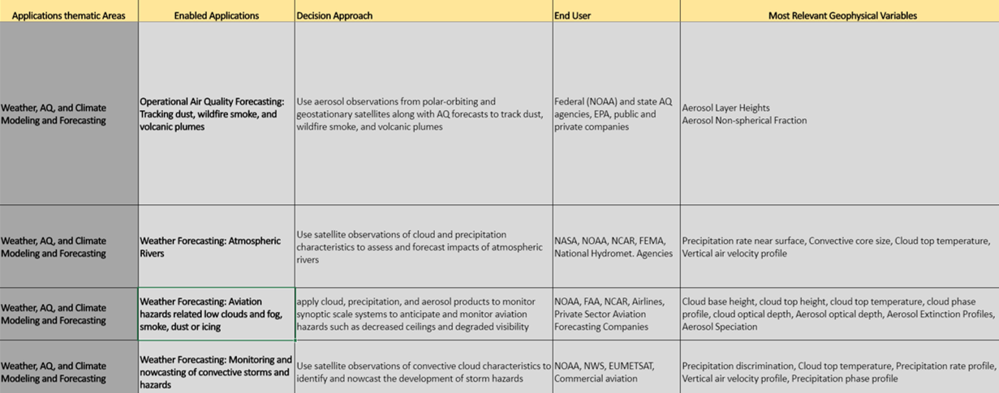 Applications thematic Areas
Enabled Applications
Decision Approach
End User
Most Relevant Geophysical Variables
Weather, AQ, and Climate
Modeling and Forecasting
Operational Air Quality Forecasting:
Tracking dust, wildfire smoke, and
volcanic plumes
Use aerosol observations from polar-orbiting and
geostationary satellites along with AQ forecasts to track dust,
wildfire smoke, and volcanic plumes
Federal (NOAA) and state AQ
agencies, EPA, public and
private companies
Aerosol Layer Heights
Aerosol Non-spherical Fraction
Weather, AQ, and Climate
Modeling and Forecasting
Weather Forecasting: Atmospheric
Rivers
Use satellite observations of cloud and precipitation
characteristics to assess and forecast impacts of atmospheric
rivers
NASA, NOAA, NCAR, FEMA,
National Hydromet. Agencies
Precipitation rate near surface, Convective core size, Cloud top temperature,
Vertical air velocity profile
Weather, AQ, and Climate
Modeling and Forecasting
Weather Forecasting: Aviation
hazards related low clouds and fog,
smoke, dust or icing
apply cloud, precipitation, and aerosol products to monitor
synoptic scale systems to anticipate and monitor aviation
hazards such as decreased ceilings and degraded visibility
NOAA, FAA, NCAR, Airlines,
Private Sector Aviation
Forecasting Companies
Cloud base height, cloud top height, cloud top temperature, cloud phase
profile, cloud optical depth, Aerosol optical depth, Aerosol Extinction Profiles,
Aerosol Speciation
Weather, AQ, and Climate
Modeling and Forecasting
Weather Forecasting: Monitoring and
nowcasting of convective storms and
hazards
Use satellite observations of convective cloud characteristics to
identify and nowcast the development of storm hazards
NOAA, NWS, EUMETSAT,
Commercial aviation
Precipitation discrimination, Cloud top temperature, Precipitation rate profile,
Vertical air velocity profile, Precipitation phase profile